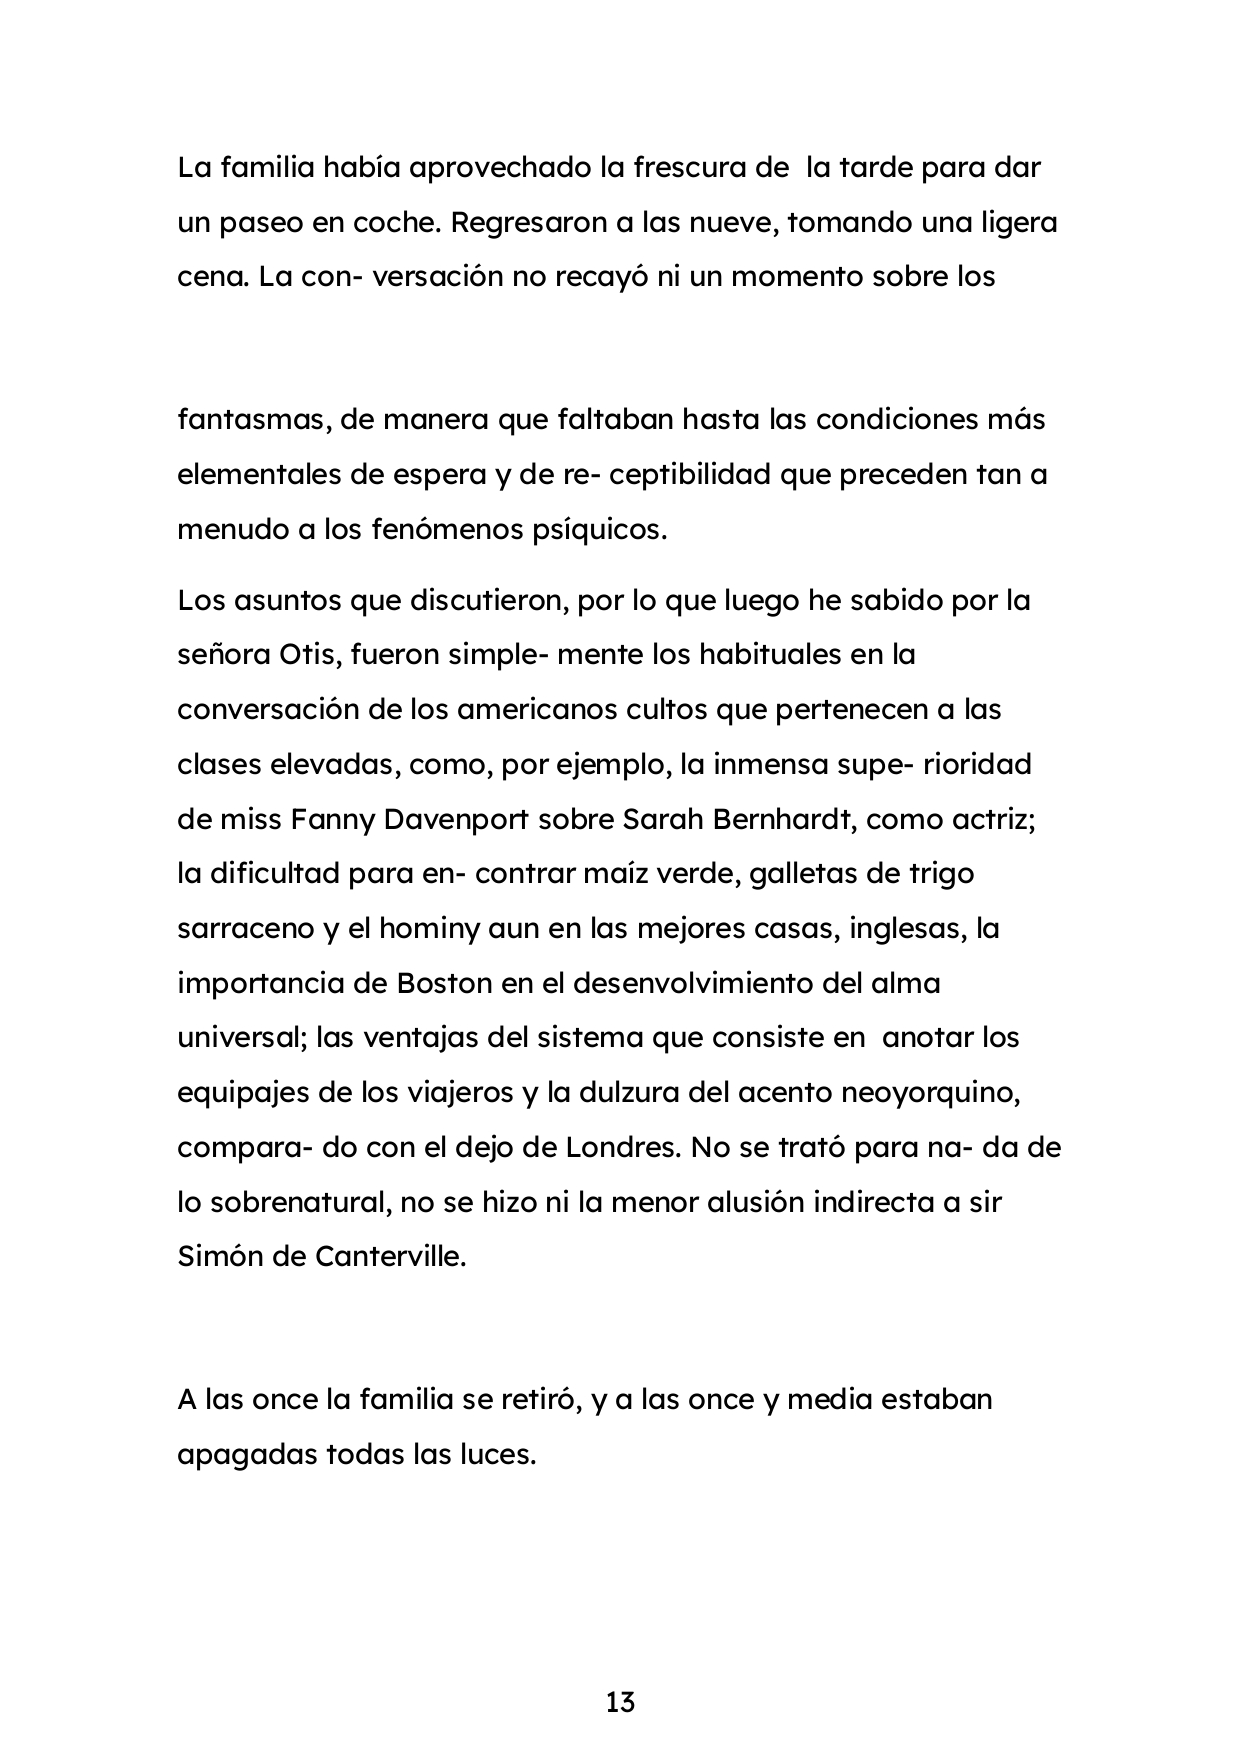 La familia había aprovechado la frescura de  la tarde para dar
un paseo en coche. Regresaron a las nueve, tomando una ligera
cena. La con- versación no recayó ni un momento sobre los
fantasmas, de manera que faltaban hasta las condiciones más
elementales de espera y de re- ceptibilidad que preceden tan a
menudo a los fenómenos psíquicos.
Los asuntos que discutieron, por lo que luego he sabido por la
señora Otis, fueron simple- mente los habituales en la
conversación de los americanos cultos que pertenecen a las
clases elevadas, como, por ejemplo, la inmensa supe- rioridad
de miss Fanny Davenport sobre Sarah Bernhardt, como actriz;
la dificultad para en- contrar maíz verde, galletas de trigo
sarraceno y el hominy aun en las mejores casas, inglesas, la
importancia de Boston en el desenvolvimiento del alma
universal; las ventajas del sistema que consiste en  anotar los
equipajes de los viajeros y la dulzura del acento neoyorquino,
compara- do con el dejo de Londres. No se trató para na- da de
lo sobrenatural, no se hizo ni la menor alusión indirecta a sir
Simón de Canterville.
A las once la familia se retiró, y a las once y media estaban
apagadas todas las luces.
13